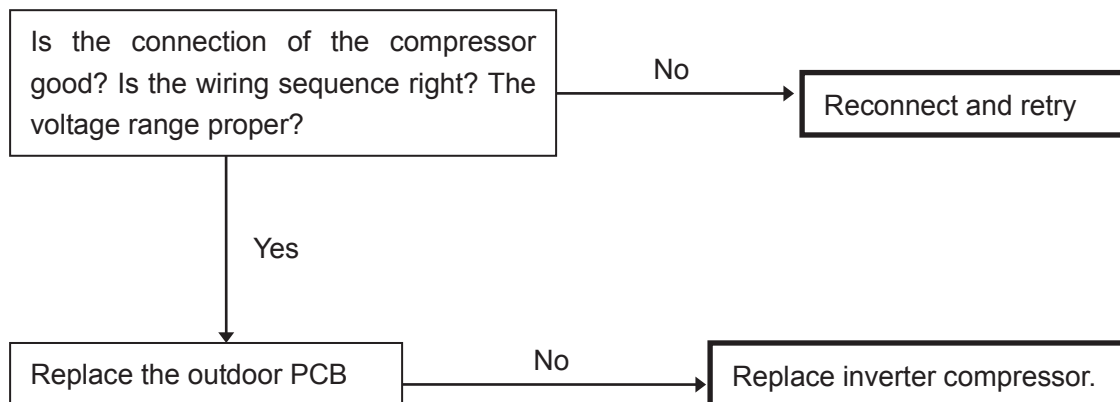 Is the connection of the compressor
good? Is the wiring sequence right? The
voltage range proper?
No
Reconnect and retry
Yes
Replace the outdoor PCB
No
Replace inverter compressor.